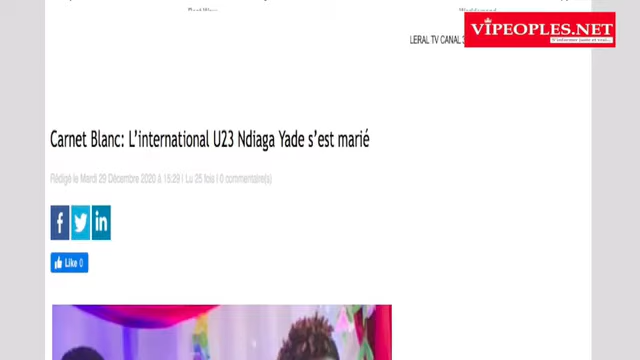 LERAL TV CANAL 3
VIPEOPLES.NET
Carnet Blanc: L'international U23 Ndiaga Yade s'est marié
Rédigé le Mardi 29 Décembre 2020 à 15:29 | Lu 25 fois | 0 commentaire(s)
Like 0